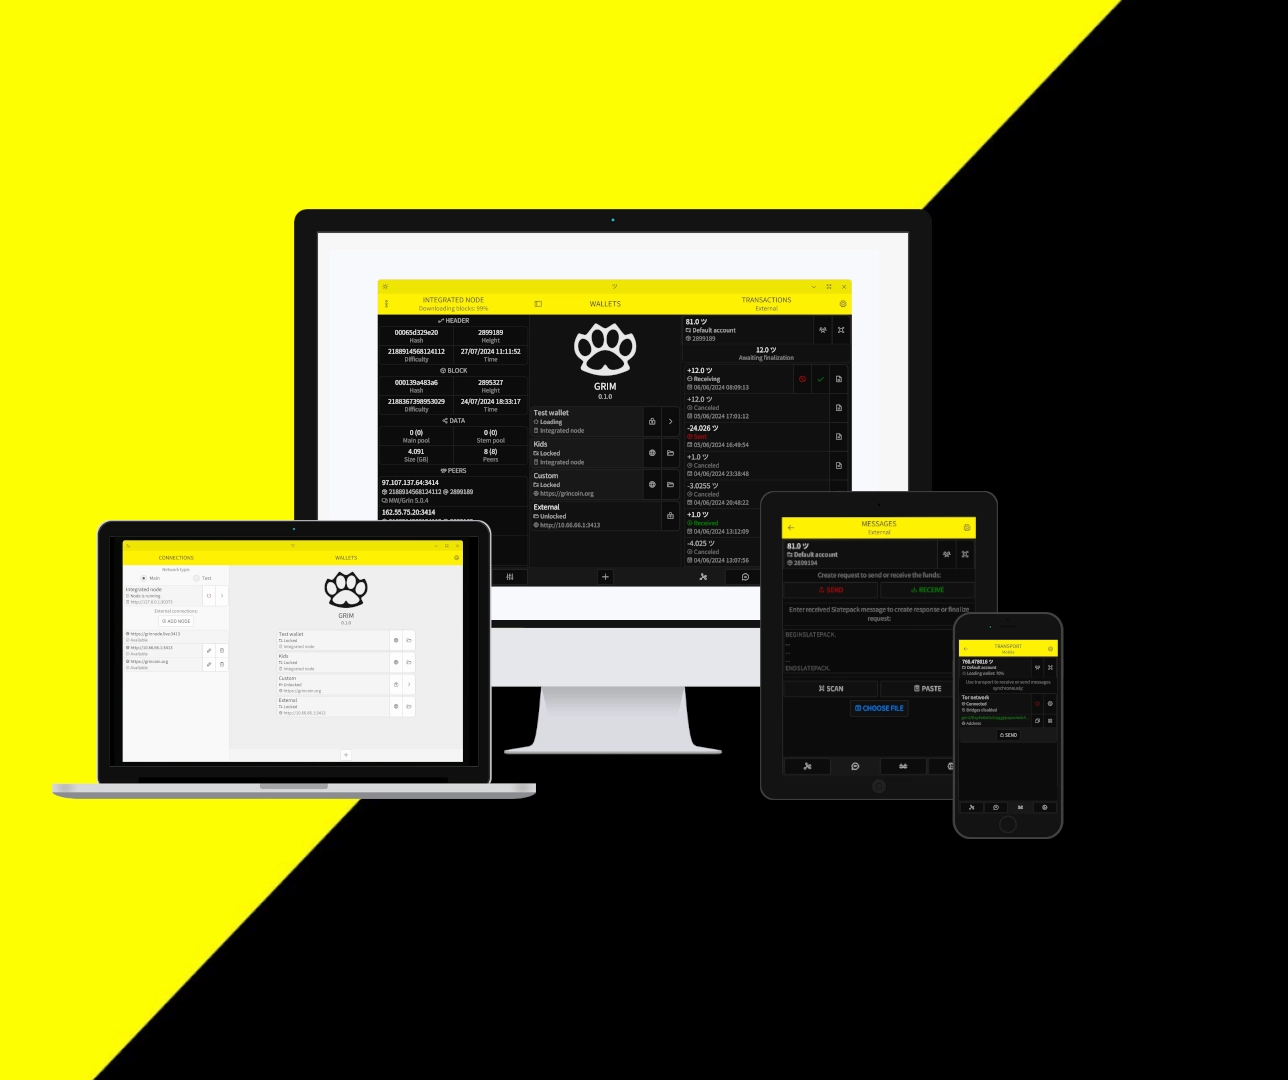 INTEGRATED NODE
Downloading blocks: 99%
WALLETS
TRANSACTIONS
External
HEADER
00065d329e20
2899189
Hash
Height
2188914568124112
27/07/2024 11:11:52
Difficulty
Time
BLOCK
000139a483a6
2895327
Hash
Height
2188367398953029
24/07/2024 18:33:17
Difficulty
Time
DATA
0 (0)
0 (0)
Main pool
Stem pool
4.091
8 (8)
Size (GB)
Peers
PEERS
97.107.137.64:3414
2188914568124112 @ 2899189
MW/Grin 5.0.4
162.55.75.20:3414
GRIM
0.1.0
Test wallet
Loading
Integrated node
Kids
Locked
Integrated node
Custom
Locked
https://grincoin.org
External
Unlocked
http://10.66.66.1:3413
81.0 ツ
Default account
2899189
12.0 ツ
Awaiting finalization
+12.0 ツ
Receiving
06/06/2024 08:09:13
+12.0 ツ
Canceled
05/06/2024 17:01:12
-24.026 ツ
Sent
05/06/2024 16:49:54
+1.0 ツ
Canceled
04/06/2024 23:38:48
-3.0255 ツ
Canceled
04/06/2024 20:48:22
+1.0 ツ
Received
04/06/2024 13:12:09
-4.025 ツ
Canceled
04/06/2024 13:07:56
CONNECTIONS
WALLETS
Network type:
Main
Test
Integrated node
Node is running
External connections:
ADD NODE
https://grinnode.live:3413
Available
http://10.66.66.1:3413
Available
https://grincoin.org
Available
GRIM
0.1.0
Test wallet
Locked
Integrated node
Kids
Locked
Integrated node
Custom
Unlocked
https://grincoin.org
External
Locked
http://10.66.66.1:3413
MESSAGES
External
81.0 ツ
Default account
2899194
Create request to send or receive the funds:
SEND
RECEIVE
Enter received Slatepack message to create response or finalize
request:
BEGINSLATEPACK.
...
...
...
ENDSLATEPACK.
SCAN
PASTE
CHOOSE FILE
TRANSPORT
768.478816 ツ
Default account
Loading wallet: 70%
Use transport to receive or send messages
synchronously:
Tor network
Connected
Bridges disabled
Address
SEND